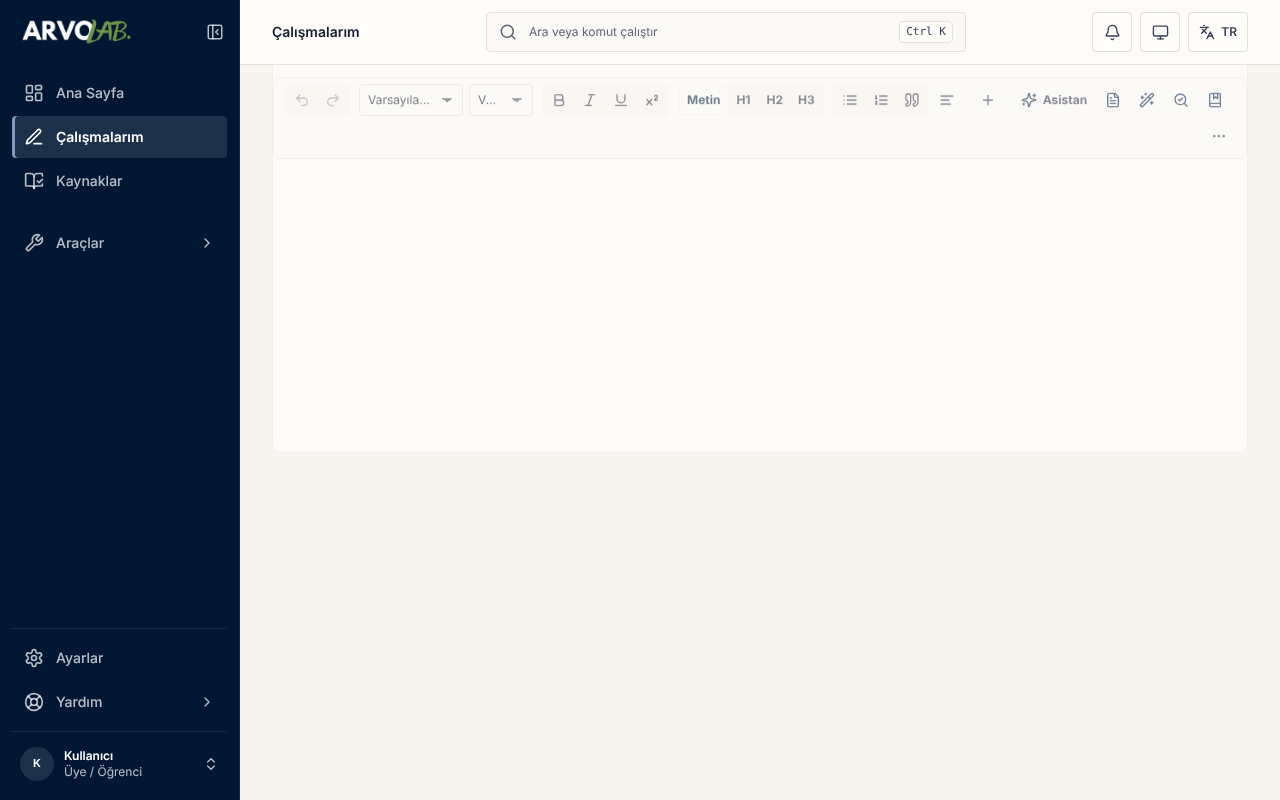 ARVOLAB.
Ana Sayfa
Çalışmalarım
Kaynaklar
Araçlar
Ayarlar
Yardım
K
Kullanıcı
Üye / Öğrenci
Çalışmalarım
Ara veya komut çalıştır
Ctrl K
TR
Varsayıla...
V...
B I U x²
Metin H1 H2 H3
Asistan